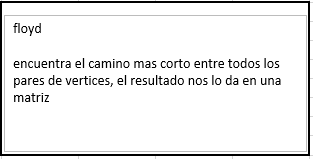 floyd
encuentra el camino mas corto entre todos los
pares de vertices, el resultado nos lo da en una
matriz